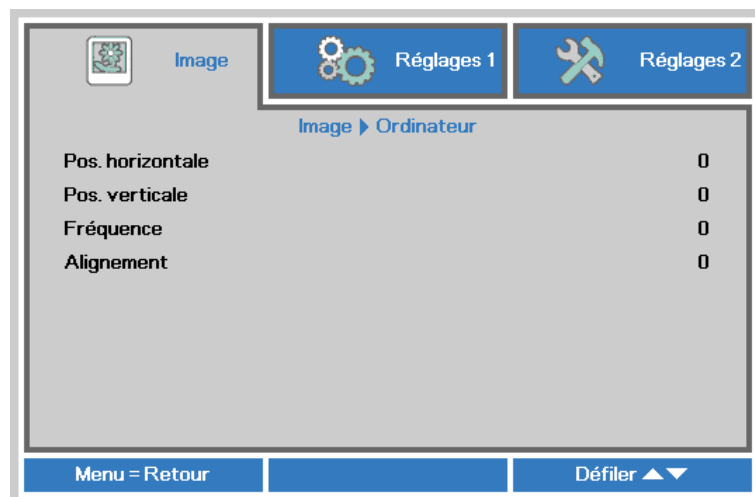 Image
Réglages 1
Réglages 2
Image ▶ Ordinateur
Pos. horizontale 0
Pos. verticale 0
Fréquence 0
Alignement 0
Menu = Retour
Défiler ▲▼